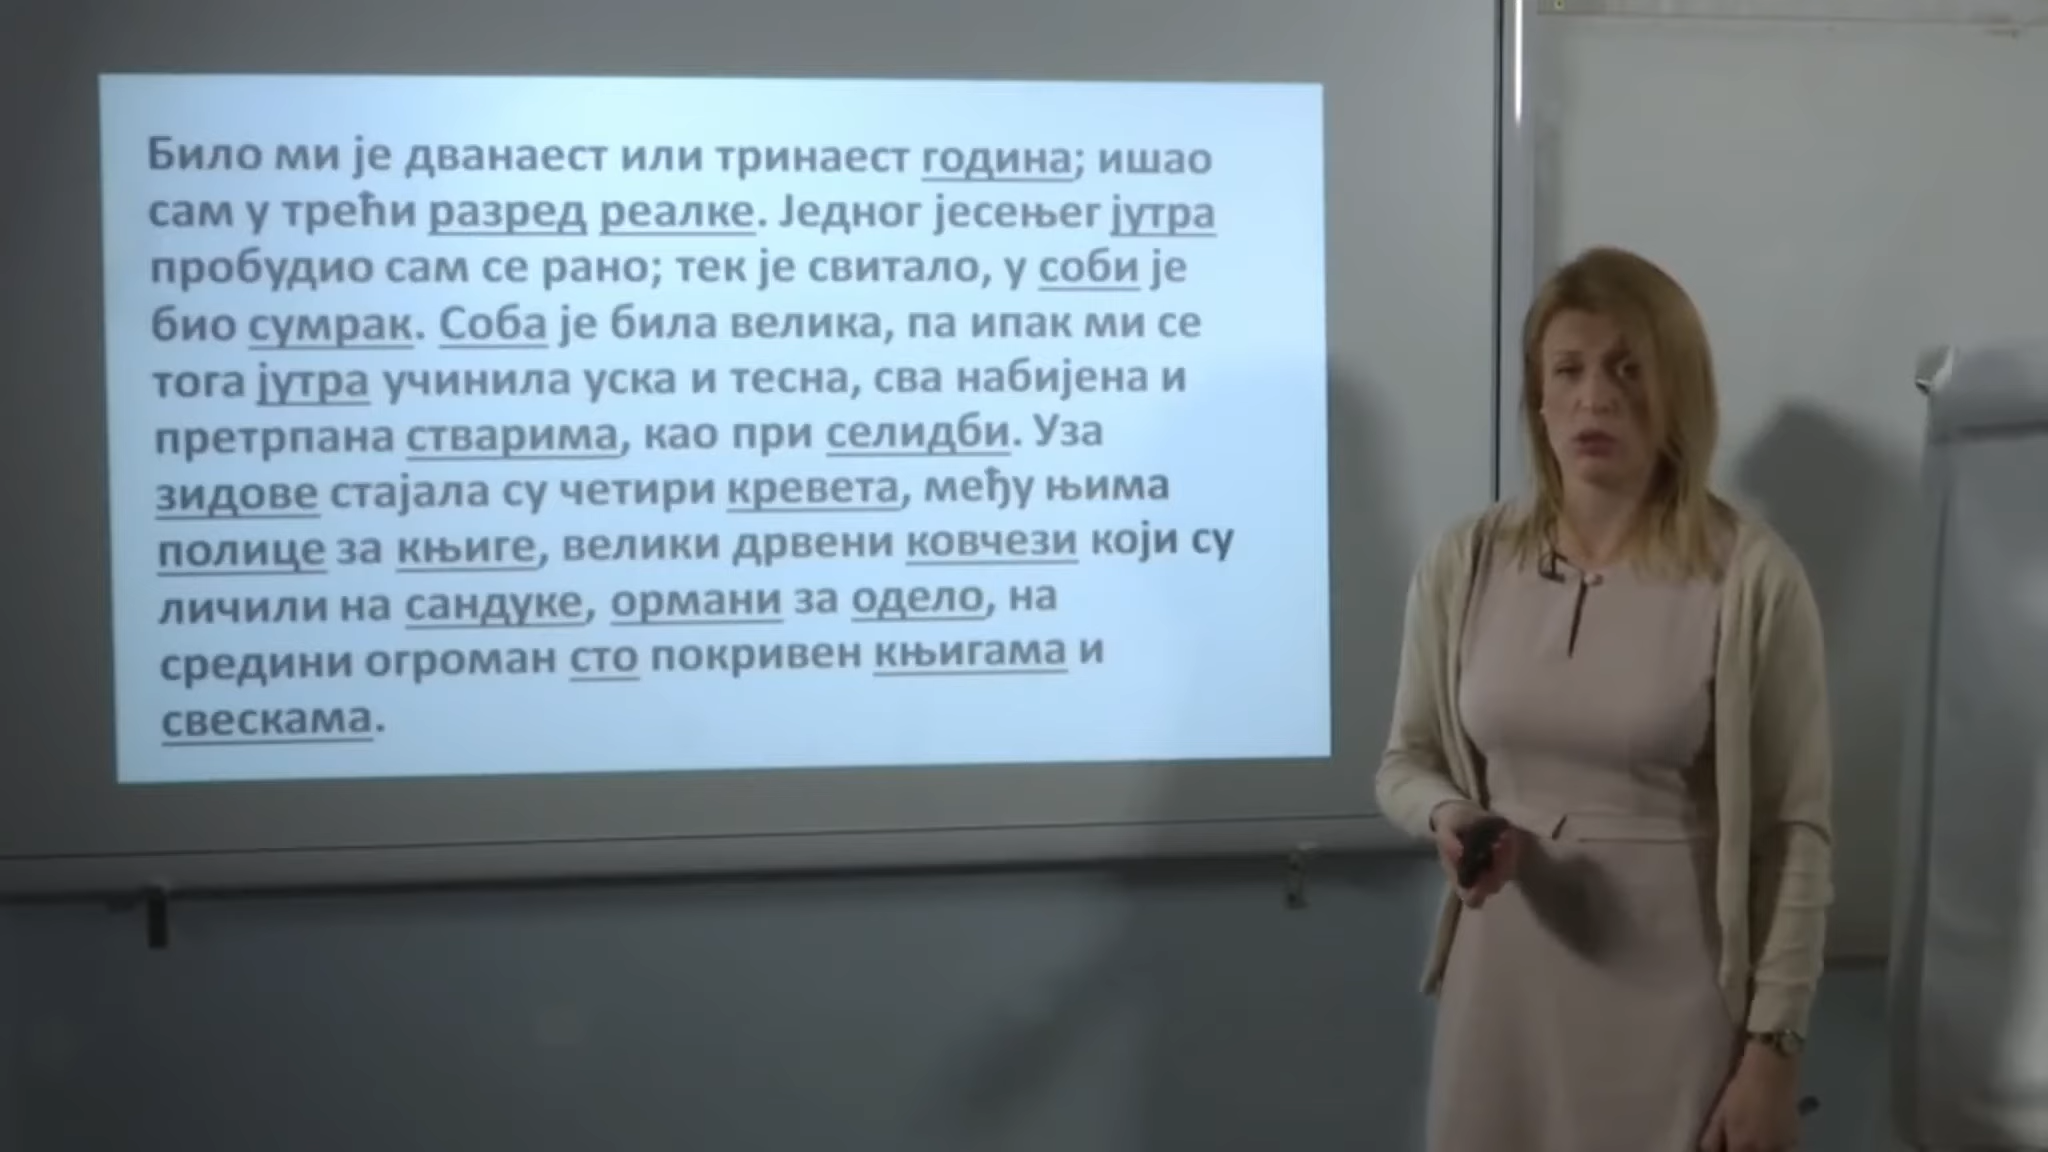 Било ми је дванаест или тринаест година; ишао
сам у трећи разред реалке. Једног јесењег јутра
пробудио сам се рано; тек је свитало, у соби је
био сумрак. Соба је била велика, па ипак ми се
тога јутра учинила уска и тесна, сва набијена и
претрпана стварима, као при селидби. Уза
зидове стајала су четири кревета, међу њима
полице за књиге, велики дрвени ковчези који су
личили на сандуке, ормани за одело, на
средини огроман сто покривен књигама и
свескама.